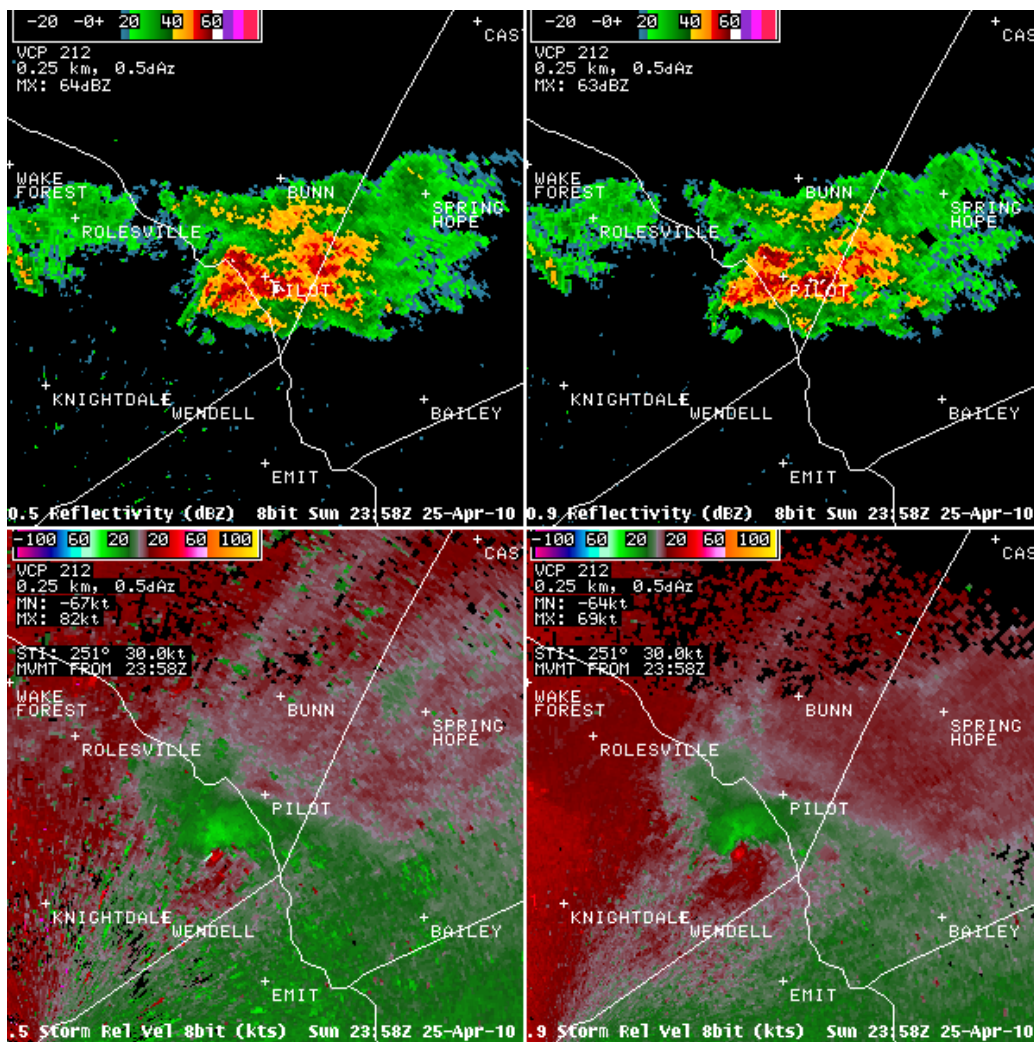 -20 -0+ 20 40 60
VCP 212
0.25 km, 0.5dAz
MX: 64dBZ
CAST
WAKE
FOREST
BUNN
SPRING
HOPE
ROLESVILLE
PILOT
KNIGHTDALE
WENDELL
BAILEY
EMIT
0.5 Reflectivity (dBZ) 8bit Sun 23:58Z 25-Apr-10
-20 -0+ 20 40 60
VCP 212
0.25 km, 0.5dAz
MX: 63dBZ
CAS
WAKE
FOREST
BUNN
SPRING
HOPE
ROLESVILLE
PILOT
KNIGHTDALE
WENDELL
BAILEY
EMIT
0.9 Reflectivity (dBZ) 8bit Sun 23:58Z 25-Apr-10
-100 60 20 20 60 100
VCP 212
0.25 km, 0.5dAz
MN: -67kt
MX: 82kt
STI: 251° 30.0kt
MVMT FROM 23:58Z
CAS
WAKE
FOREST
BUNN
SPRING
HOPE
ROLESVILLE
PILOT
KNIGHTDALE
WENDELL
BAILEY
EMIT
.5 Storm Rel Vel 8bit (kts) Sun 23:58Z 25-Apr-10
-100 60 20 20 60 100
VCP 212
0.25 km, 0.5dAz
MN: -64kt
MX: 69kt
STI: 251° 30.0kt
MVMT FROM 23:58Z
CAS
WAKE
FOREST
BUNN
SPRING
HOPE
ROLESVILLE
PILOT
KNIGHTDALE
WENDELL
BAILEY
EMIT
.9 Storm Rel Vel 8bit (kts) Sun 23:58Z 25-Apr-10